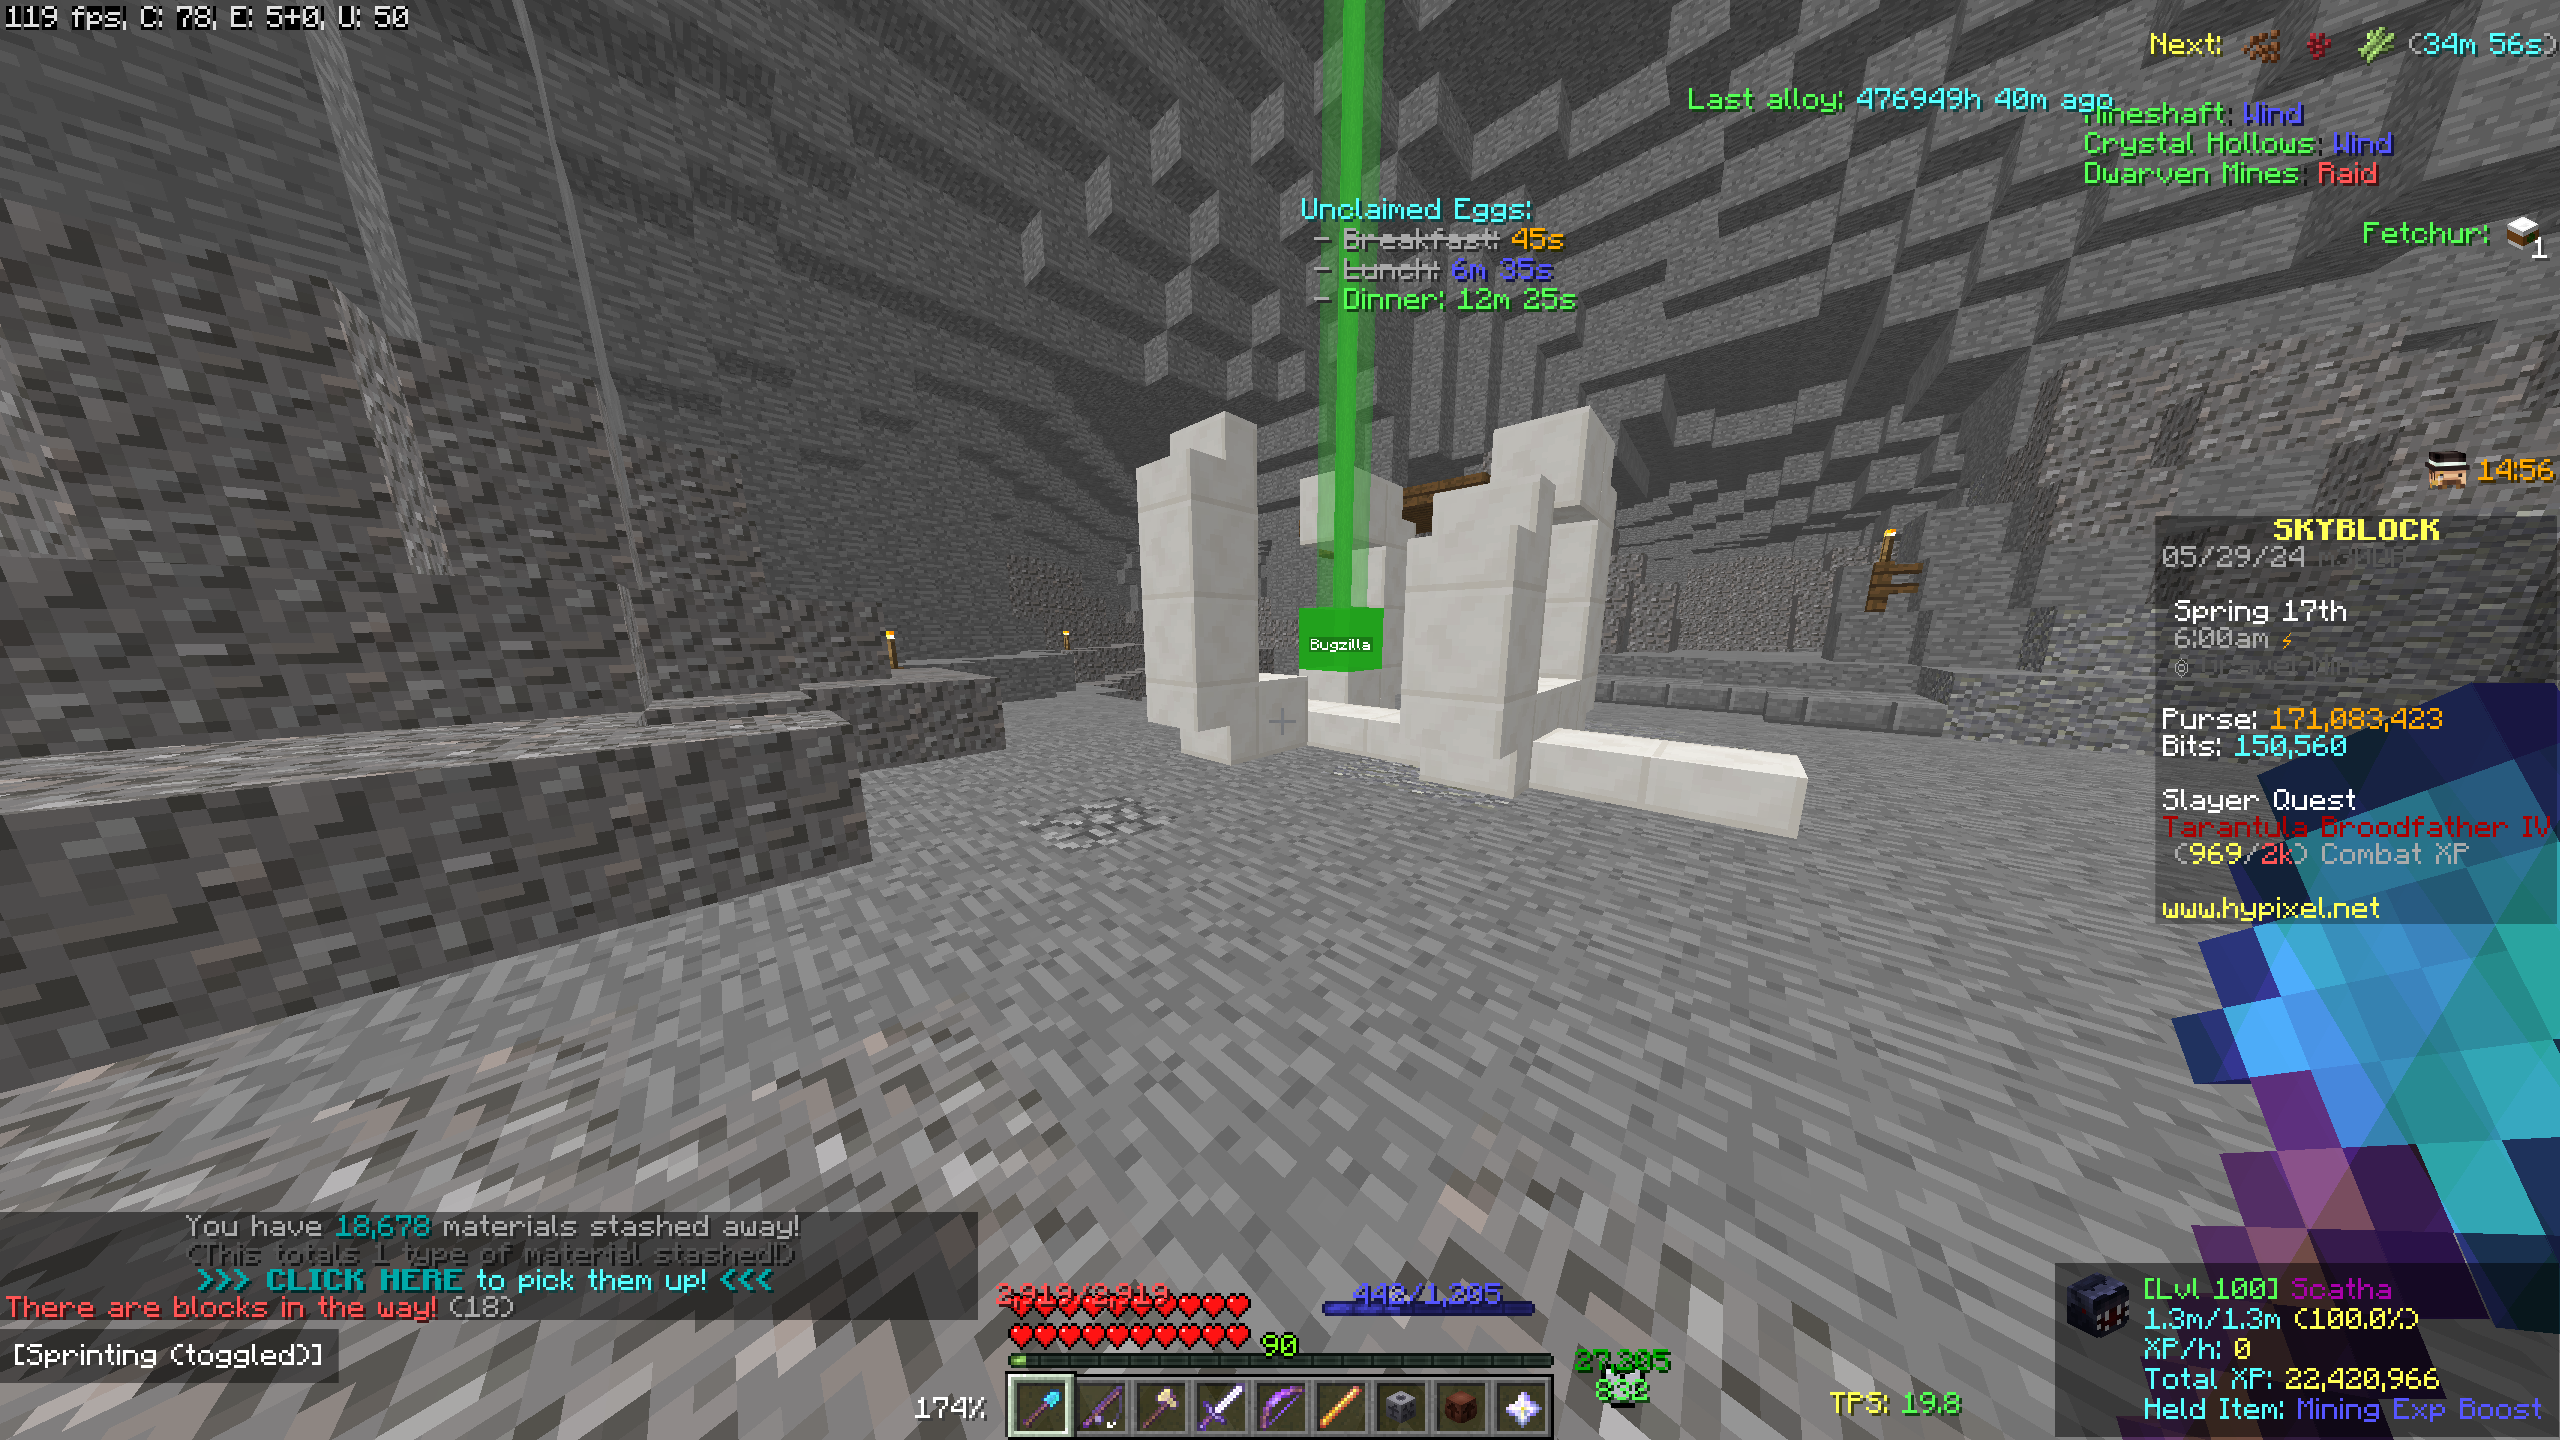 119 fps, C: 78, E: 5+0, U: 50
Next: (34m 56s)
Last alloy: 476949h 40m ago
Mineshaft: Wind
Crystal Hollows: Wind
Dwarven Mines: Raid
Unclaimed Eggs:
- Breakfast: 45s
- Lunch: 6m 35s
- Dinner: 12m 25s
Fetchur: 1
14:56
SKYBLOCK
05/29/24
Spring 17th
6:00am ⚡
Gravel Mines
Purse: 171,083,423
Bits: 150,560
Slayer Quest
Tarantula Broodfather IV
(969/2k) Combat XP
www.hypixel.net
Bugzilla
You have 18,678 materials stashed away!
(This totals 1 type of material stashed!)
>>> CLICK HERE to pick them up! <<<
There are blocks in the way! (18)
[Sprinting (toggled)]
448/1,205
90
27,205
832
174%
TPS: 19.8
[Lvl 100] Scatha
1.3m/1.3m (100.0%)
XP/h: 0
Total XP: 22,420,966
Held Item: Mining Exp Boost